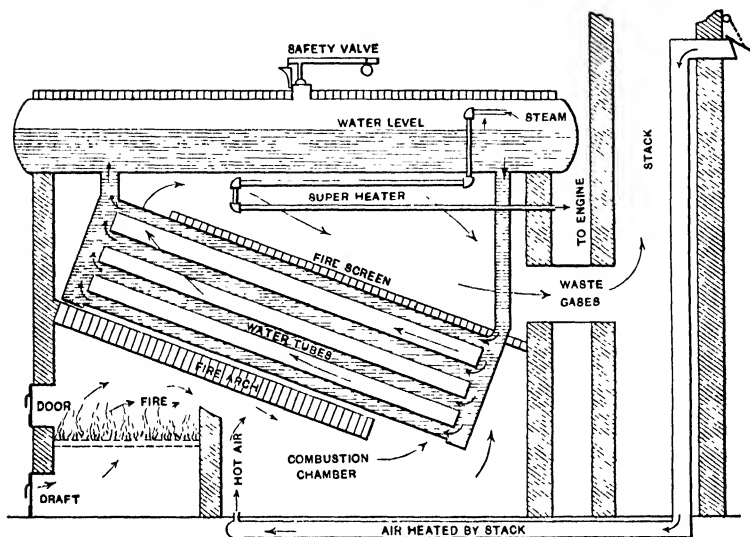 SAFETY VALVE
WATER LEVEL
STEAM
SUPER HEATER
TO ENGINE
STACK
FIRE SCREEN
WASTE
GASES
WATER TUBES
FIRE ARCH
DOOR
FIRE
HOT AIR
COMBUSTION
CHAMBER
DRAFT
AIR HEATED BY STACK